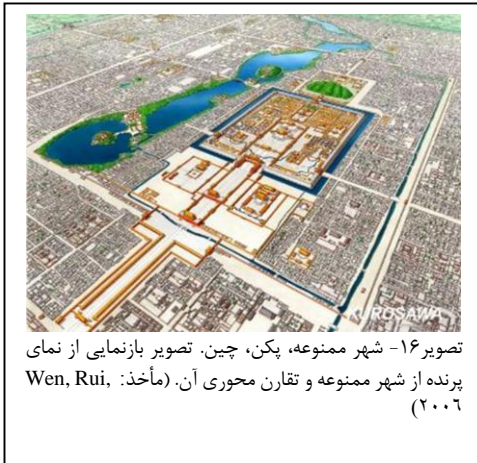 KUROSAWA
تصویر۱۶- شهر ممنوعه، پکن، چین. تصویر بازنمایی از نمای
پرنده از شهر ممنوعه و تقارن محوری آن. (مأخذ: Wen, Rui,
۲۰۰۶)